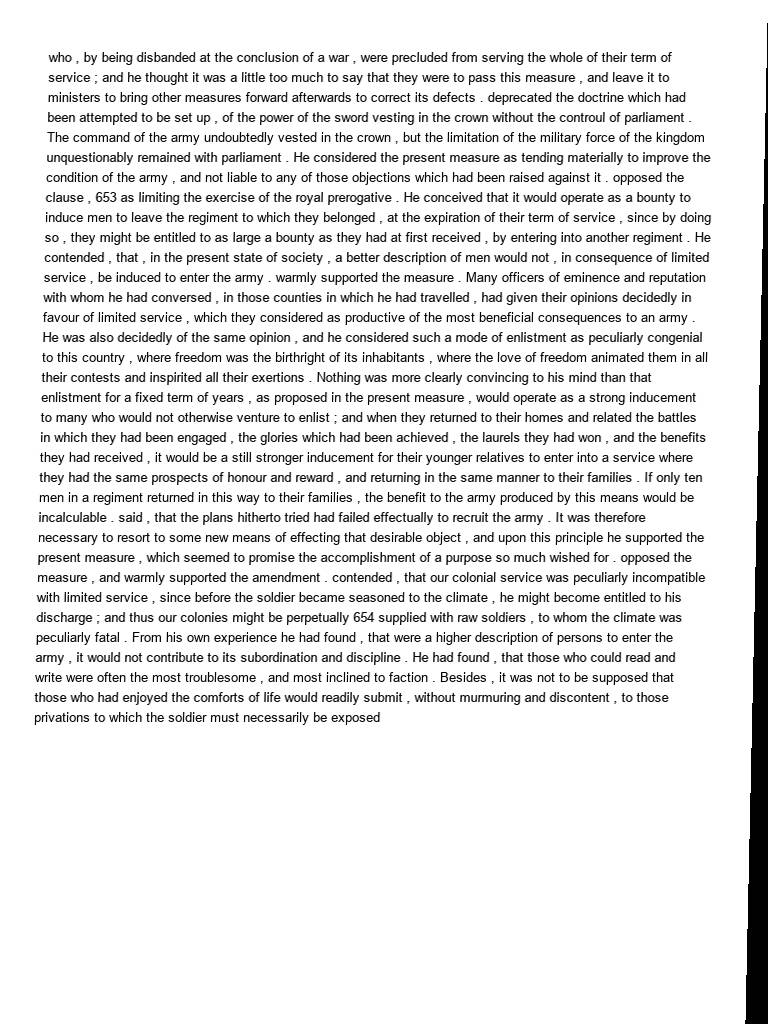 who , by being disbanded at the conclusion of a war , were precluded from serving the whole of their term of
service ; and he thought it was a little too much to say that they were to pass this measure , and leave it to
ministers to bring other measures forward afterwards to correct its defects . deprecated the doctrine which had
been attempted to be set up , of the power of the sword vesting in the crown without the controul of parliament .
The command of the army undoubtedly vested in the crown , but the limitation of the military force of the kingdom
unquestionably remained with parliament . He considered the present measure as tending materially to improve the
condition of the army , and not liable to any of those objections which had been raised against it . opposed the
clause , 653 as limiting the exercise of the royal prerogative . He conceived that it would operate as a bounty to
induce men to leave the regiment to which they belonged , at the expiration of their term of service , since by doing
so , they might be entitled to as large a bounty as they had at first received , by entering into another regiment . He
contended , that , in the present state of society , a better description of men would not , in consequence of limited
service , be induced to enter the army . warmly supported the measure . Many officers of eminence and reputation
with whom he had conversed , in those counties in which he had travelled , had given their opinions decidedly in
favour of limited service , which they considered as productive of the most beneficial consequences to an army .
He was also decidedly of the same opinion , and he considered such a mode of enlistment as peculiarly congenial
to this country , where freedom was the birthright of its inhabitants , where the love of freedom animated them in all
their contests and inspirited all their exertions . Nothing was more clearly convincing to his mind than that
enlistment for a fixed term of years , as proposed in the present measure , would operate as a strong inducement
to many who would not otherwise venture to enlist ; and when they returned to their homes and related the battles
in which they had been engaged , the glories which had been achieved , the laurels they had won , and the benefits
they had received , it would be a still stronger inducement for their younger relatives to enter into a service where
they had the same prospects of honour and reward , and returning in the same manner to their families . If only ten
men in a regiment returned in this way to their families , the benefit to the army produced by this means would be
incalculable . said , that the plans hitherto tried had failed effectually to recruit the army . It was therefore
necessary to resort to some new means of effecting that desirable object , and upon this principle he supported the
present measure , which seemed to promise the accomplishment of a purpose so much wished for . opposed the
measure , and warmly supported the amendment . contended , that our colonial service was peculiarly incompatible
with limited service , since before the soldier became seasoned to the climate , he might become entitled to his
discharge ; and thus our colonies might be perpetually 654 supplied with raw soldiers , to whom the climate was
peculiarly fatal . From his own experience he had found , that were a higher description of persons to enter the
army , it would not contribute to its subordination and discipline . He had found , that those who could read and
write were often the most troublesome , and most inclined to faction . Besides , it was not to be supposed that
those who had enjoyed the comforts of life would readily submit , without murmuring and discontent , to those
privations to which the soldier must necessarily be exposed